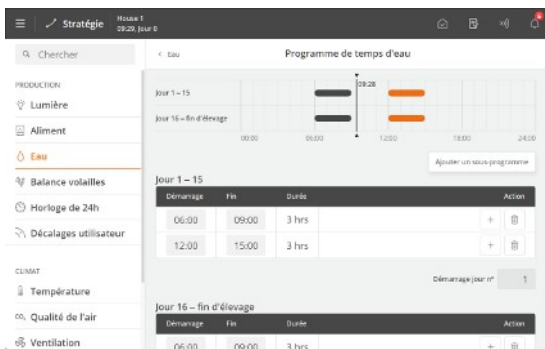 Stratégie
House 1
09:29, Jour 0
Chercher
PRODUCTION
Lumière
Aliment
Eau
Balance volailles
Horloge de 24h
Décalages utilisateur
CLIMAT
Température
Qualité de l'air
Ventilation
< Eau
Programme de temps d'eau
09:28
Jour 1 – 15
Jour 16 – fin d'élevage
00:00 06:00 12:00 18:00 24:00
Ajouter un sous-programme
Jour 1 – 15
Démarrage Fin Durée Action
06:00 09:00 3 hrs +
12:00 15:00 3 hrs +
Démarrage jour n° 1
Jour 16 – fin d'élevage
Démarrage Fin Durée Action
06:00 09:00 3 hrs +